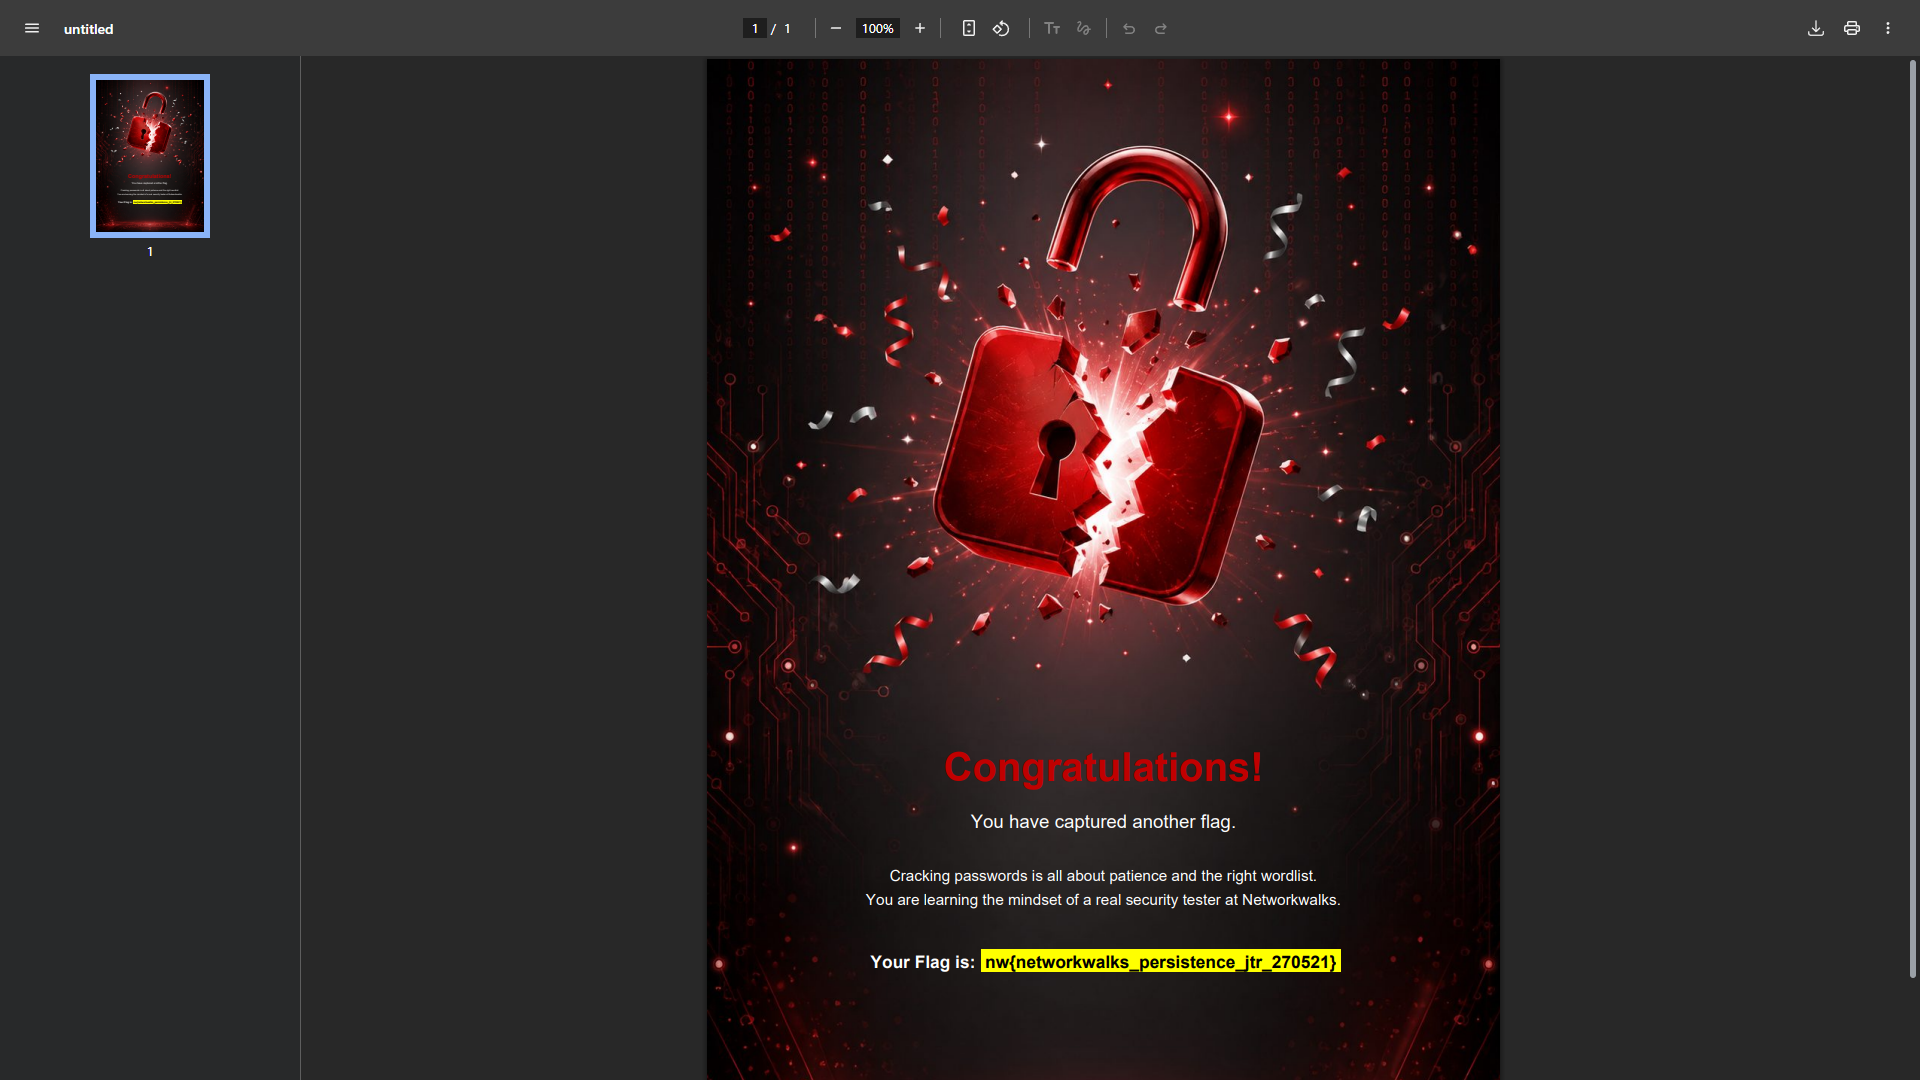 untitled
1 / 1
100%
1
Congratulations!
You have captured another flag.
Cracking passwords is all about patience and the right wordlist.
You are learning the mindset of a real security tester at Networkwalks.
Your Flag is: nw{networkwalks_persistence_jtr_270521}